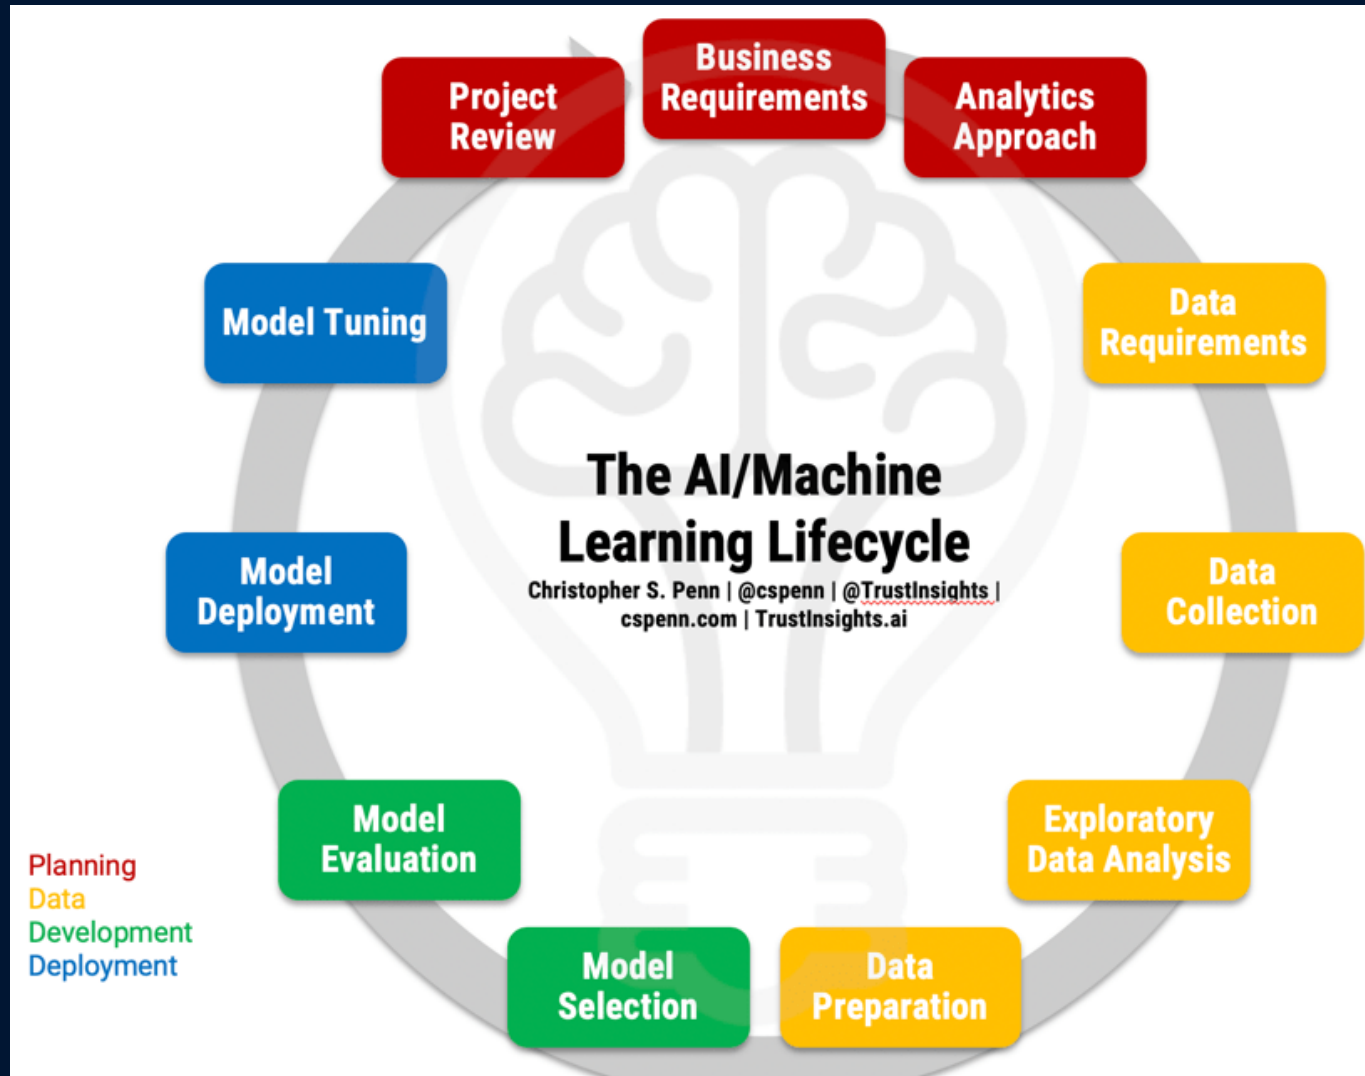 Business
Requirements
Analytics
Approach
Data
Requirements
Data
Collection
Exploratory
Data Analysis
Data
Preparation
Model
Selection
Model
Evaluation
Model
Deployment
Model Tuning
Project
Review
The AI/Machine
Learning Lifecycle
Christopher S. Penn | @cspenn | @TrustInsights |
cspenn.com | TrustInsights.ai
Planning
Data
Development
Deployment